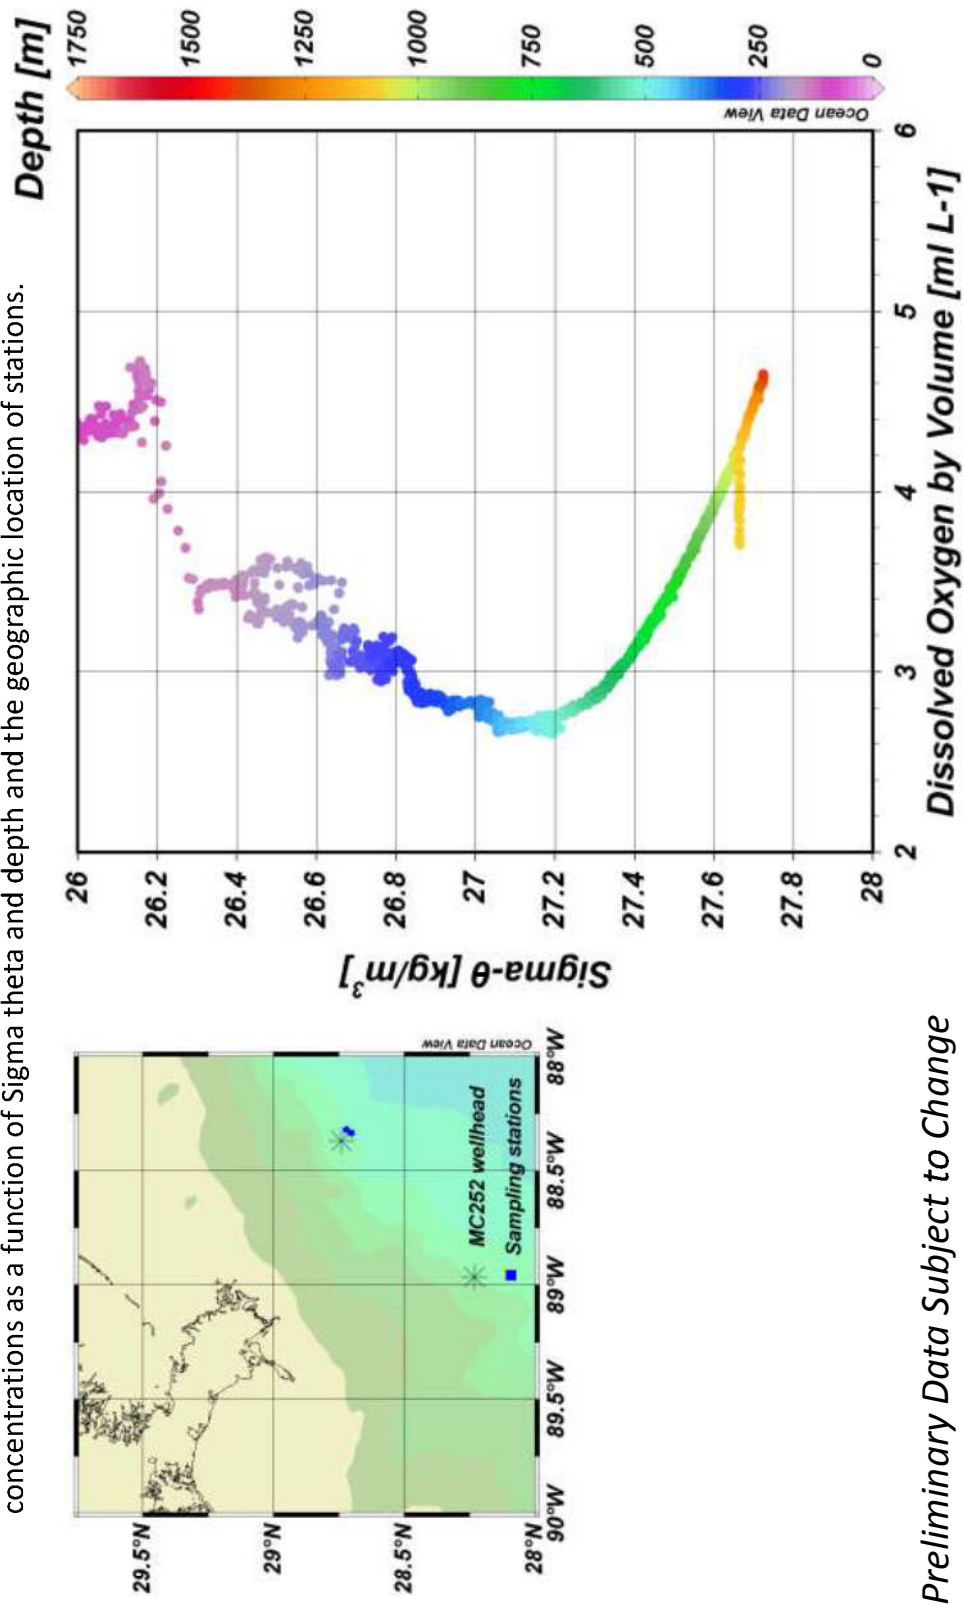 concentrations as a function of Sigma theta and depth and the geographic location of stations.
29.5°N
29°N
28.5°N
28°N
90°W
89.5°W
89°W
88.5°W
88°W
MC252 wellhead
Sampling stations
Ocean Data View
Sigma-θ [kg/m³]
26
26.2
26.4
26.6
26.8
27
27.2
27.4
27.6
27.8
28
2
3
4
5
6
Dissolved Oxygen by Volume [ml L-1]
Ocean Data View
Depth [m]
1750
1500
1250
1000
750
500
250
0
Preliminary Data Subject to Change